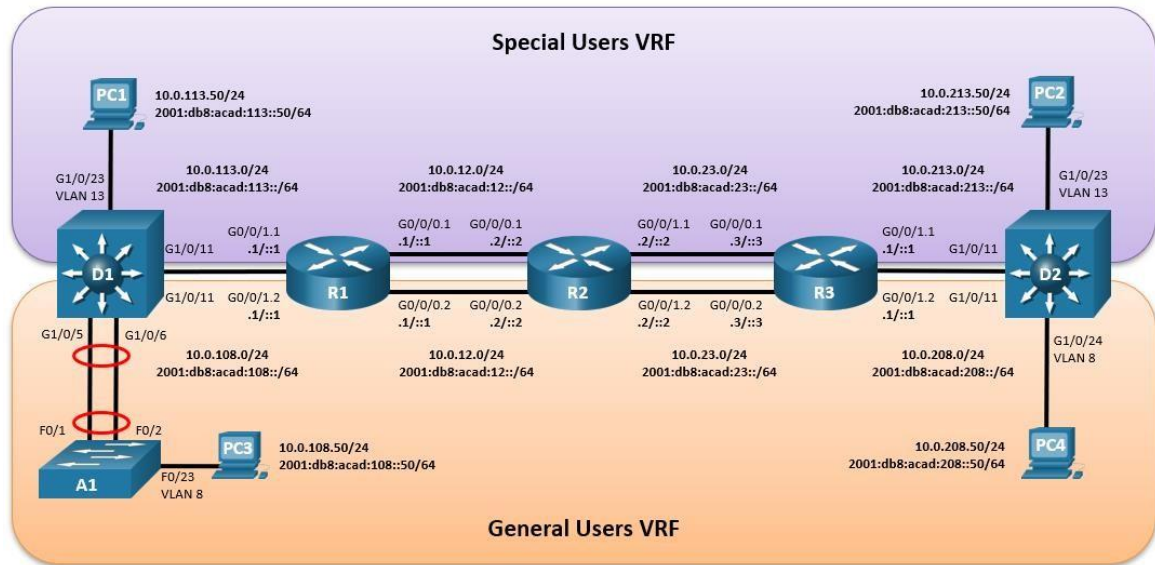 Special Users VRF
PC1
10.0.113.50/24
2001:db8:acad:113::50/64
10.0.213.50/24
2001:db8:acad:213::50/64
PC2
G1/0/23
VLAN 13
10.0.113.0/24
2001:db8:acad:113::/64
10.0.12.0/24
2001:db8:acad:12::/64
10.0.23.0/24
2001:db8:acad:23::/64
10.0.213.0/24
2001:db8:acad:213::/64
G1/0/23
VLAN 13
D1
G1/0/11
G0/0/1.1
.1/::1
R1
G0/0/0.1
.1/::1
G0/0/0.1
.2/::2
R2
G0/0/1.1
.2/::2
G0/0/0.1
.3/::3
R3
G0/0/1.1
.1/::1
G1/0/11
D2
G1/0/11
G0/0/1.2
.1/::1
G0/0/0.2
.1/::1
G0/0/0.2
.2/::2
G0/0/1.2
.2/::2
G0/0/0.2
.3/::3
G0/0/1.2
.1/::1
G1/0/11
G1/0/5
G1/0/6
10.0.108.0/24
2001:db8:acad:108::/64
10.0.12.0/24
2001:db8:acad:12::/64
10.0.23.0/24
2001:db8:acad:23::/64
10.0.208.0/24
2001:db8:acad:208::/64
G1/0/24
VLAN 8
F0/1
F0/2
A1
F0/23
VLAN 8
PC3
10.0.108.50/24
2001:db8:acad:108::50/64
10.0.208.50/24
2001:db8:acad:208::50/64
PC4
General Users VRF